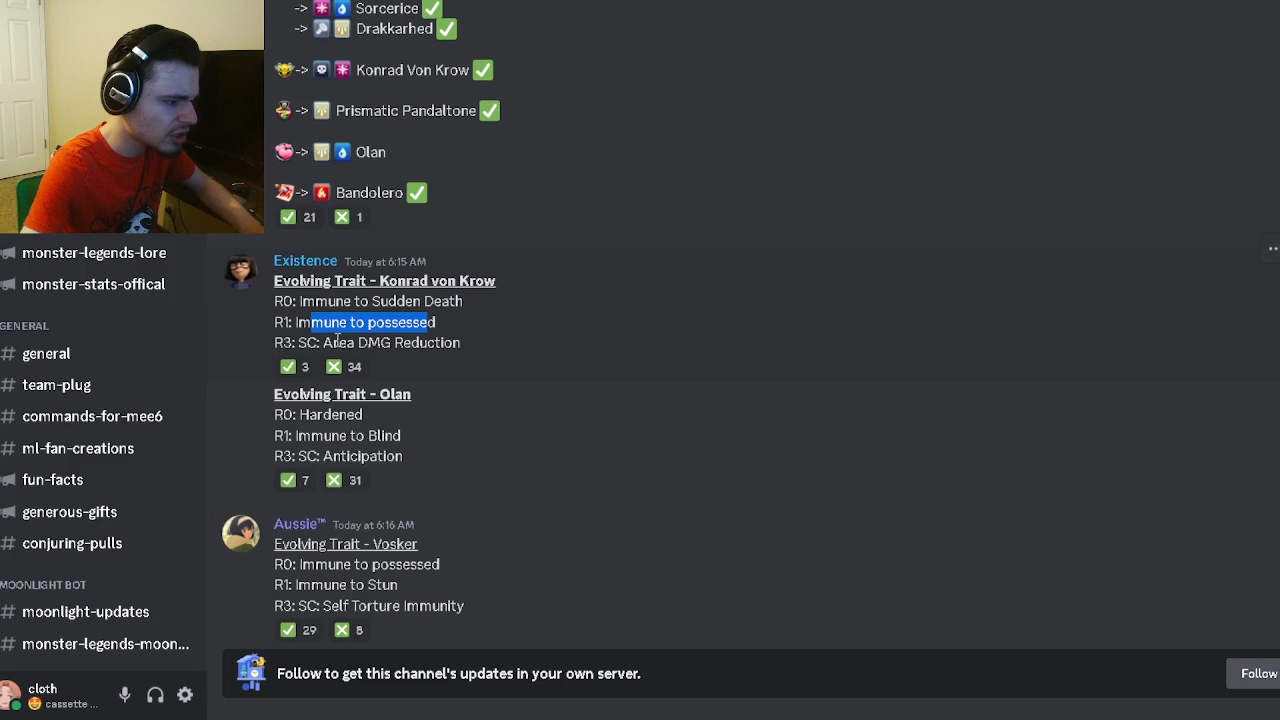 -> Sorcerice
-> Drakkarhed
-> Konrad Von Krow
-> Prismatic Pandaltone
-> Olan
-> Bandolero
21 1
monster-legends-lore
monster-stats-offical
GENERAL
general
team-plug
commands-for-mee6
ml-fan-creations
fun-facts
generous-gifts
conjuring-pulls
MOONLIGHT BOT
moonlight-updates
monster-legends-moon...
cloth
cassette ...
Existence Today at 6:15 AM
Evolving Trait - Konrad von Krow
R0: Immune to Sudden Death
R1: Immune to possessed
R3: SC: Area DMG Reduction
3 34
Evolving Trait - Olan
R0: Hardened
R1: Immune to Blind
R3: SC: Anticipation
7 31
Aussie™ Today at 6:16 AM
Evolving Trait - Vosker
R0: Immune to possessed
R1: Immune to Stun
R3: SC: Self Torture Immunity
29 8
Follow to get this channel's updates in your own server.
Follow